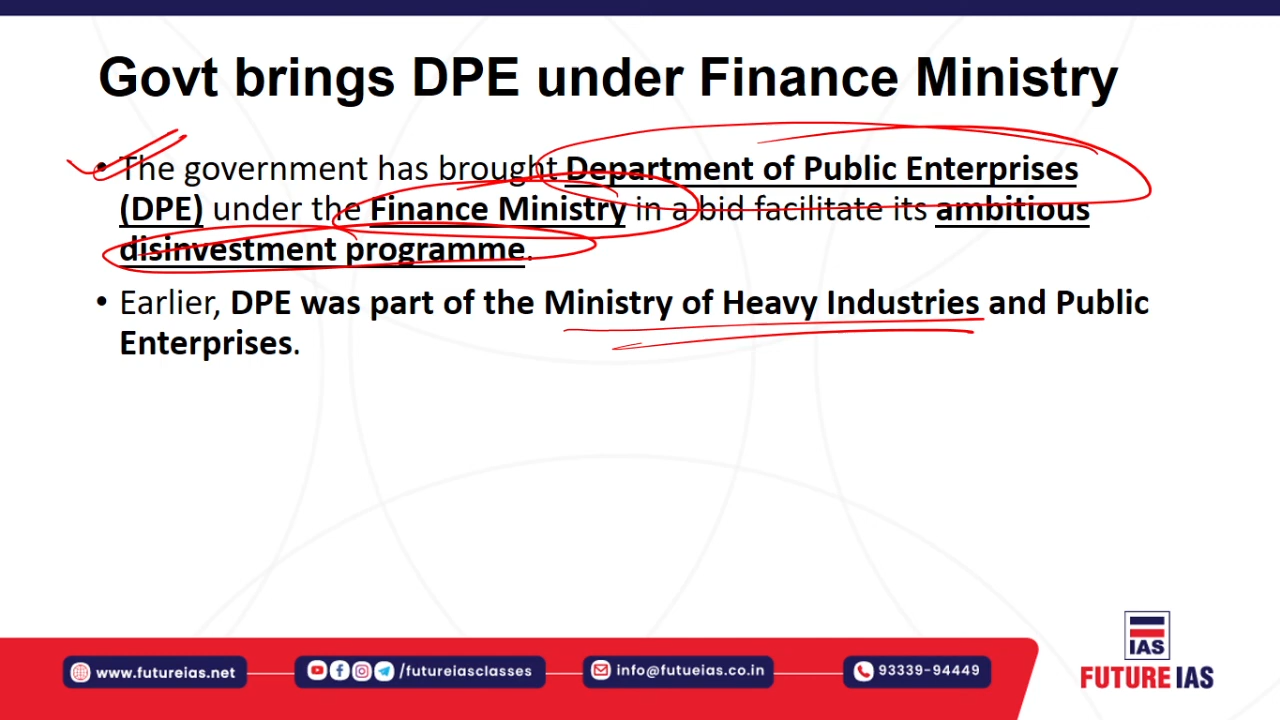 Govt brings DPE under Finance Ministry
• The government has brought Department of Public Enterprises
(DPE) under the Finance Ministry in a bid facilitate its ambitious
disinvestment programme.
• Earlier, DPE was part of the Ministry of Heavy Industries and Public
Enterprises.
IAS
FUTURE IAS
www.futureias.net
/futureiasclasses
info@futueias.co.in
93339-94449